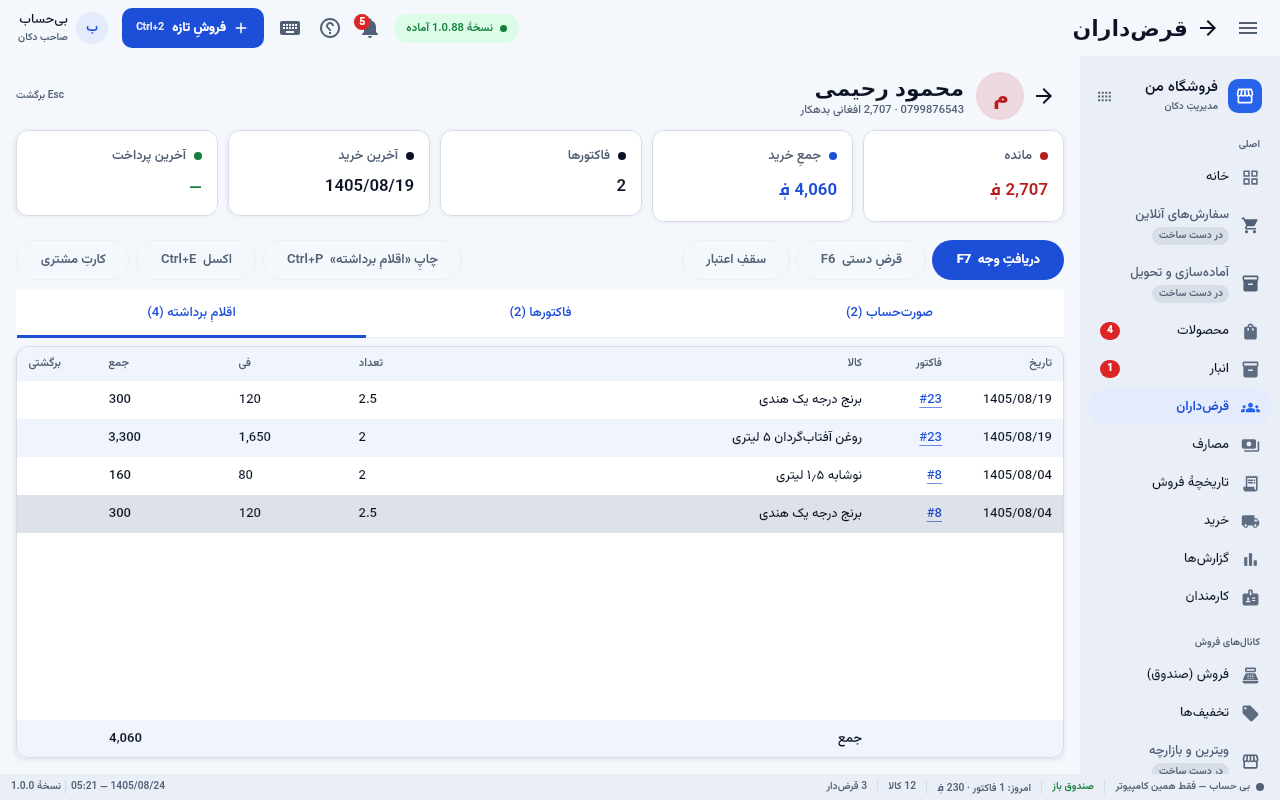 قرض‌داران
نسخهٔ 1.0.88 آماده
5
فروشِ تازه Ctrl+2
بی‌حساب
صاحب دکان
ب
فروشگاه من
مدیریتِ دکان
اصلی
خانه
سفارش‌های آنلاین
در دست ساخت
آماده‌سازی و تحویل
در دست ساخت
محصولات 4
انبار 1
قرض‌داران
مصارف
تاریخچهٔ فروش
خرید
گزارش‌ها
کارمندان
کانال‌های فروش
فروش (صندوق)
تخفیف‌ها
ویترین و بازارچه
در دست ساخت
م
محمود رحیمی
0799876543 · 2,707 افغانی بدهکار
Esc برگشت
مانده
2,707 ؋
جمعِ خرید
4,060 ؋
فاکتورها
2
آخرین خرید
1405/08/19
آخرین پرداخت
—
دریافتِ وجه F7
قرضِ دستی F6
سقفِ اعتبار
چاپِ «اقلامِ برداشته» Ctrl+P
اکسل Ctrl+E
کارتِ مشتری
صورت‌حساب (2)
فاکتورها (2)
اقلامِ برداشته (4)
تاریخ فاکتور کالا تعداد فی جمع برگشتی
1405/08/19 #23 برنج درجه یک هندی 2.5 120 300
1405/08/19 #23 روغن آفتاب‌گردان ۵ لیتری 2 1,650 3,300
1405/08/04 #8 نوشابه ۱٫۵ لیتری 2 80 160
1405/08/04 #8 برنج درجه یک هندی 2.5 120 300
جمع 4,060
بی حساب — فقط همین کامپیوتر
صندوق باز
امروز: 1 فاکتور · 230 ؋
12 کالا
3 قرض‌دار
1405/08/24 — 05:21
نسخهٔ 1.0.0